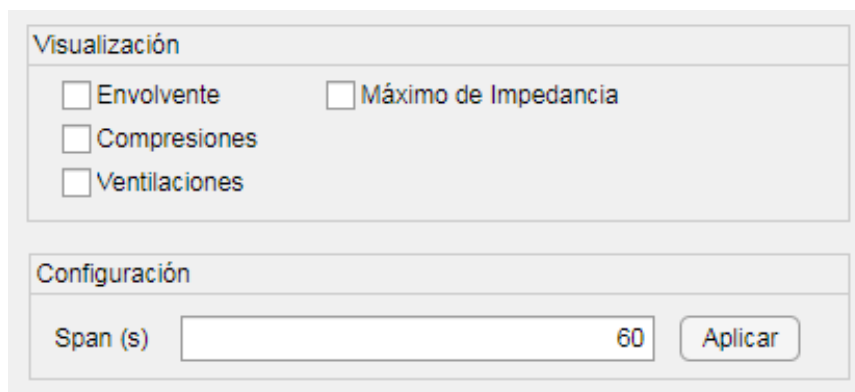 Visualización
Envolvente Máximo de Impedancia
Compresiones
Ventilaciones
Configuración
Span (s) 60 Aplicar